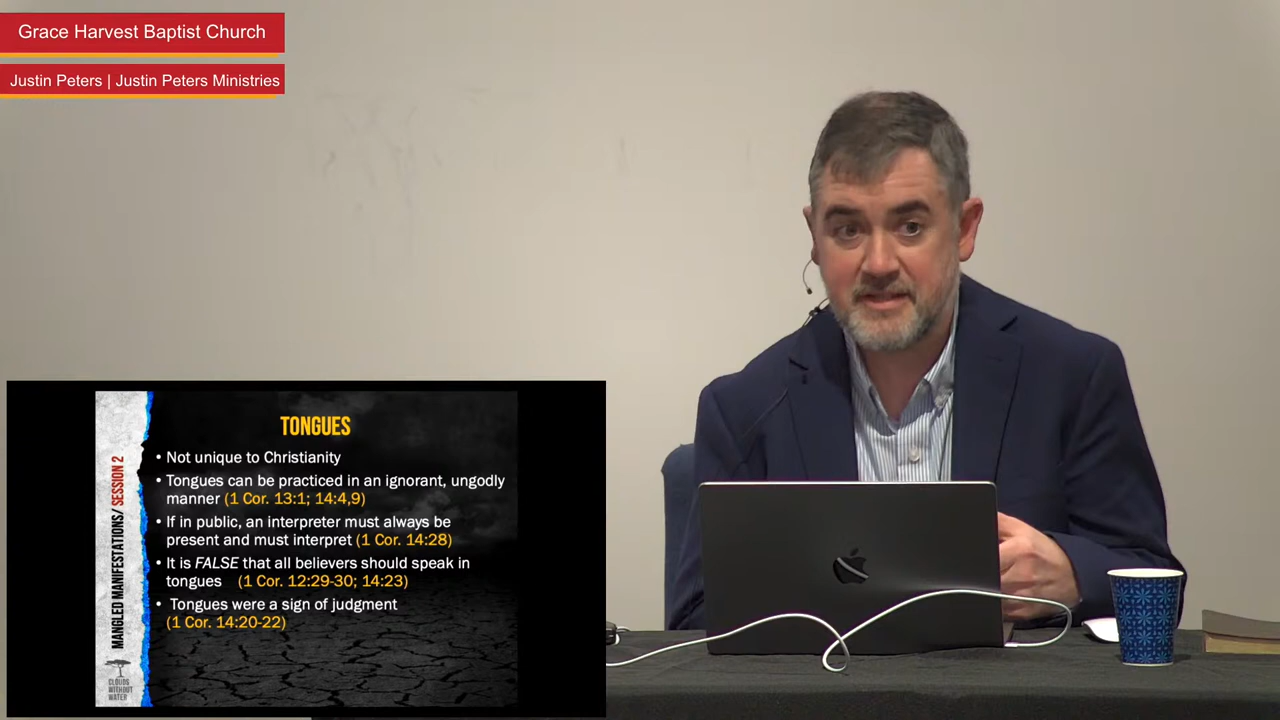 Grace Harvest Baptist Church
Justin Peters | Justin Peters Ministries
TONGUES
• Not unique to Christianity
• Tongues can be practiced in an ignorant, ungodly
manner (1 Cor. 13:1; 14:4,9)
• If in public, an interpreter must always be
present and must interpret (1 Cor. 14:28)
• It is FALSE that all believers should speak in
tongues (1 Cor. 12:29-30; 14:23)
• Tongues were a sign of judgment
(1 Cor. 14:20-22)
MANGLED MANIFESTATIONS/ SESSION 2
CLOUDS
WITHOUT
WATER